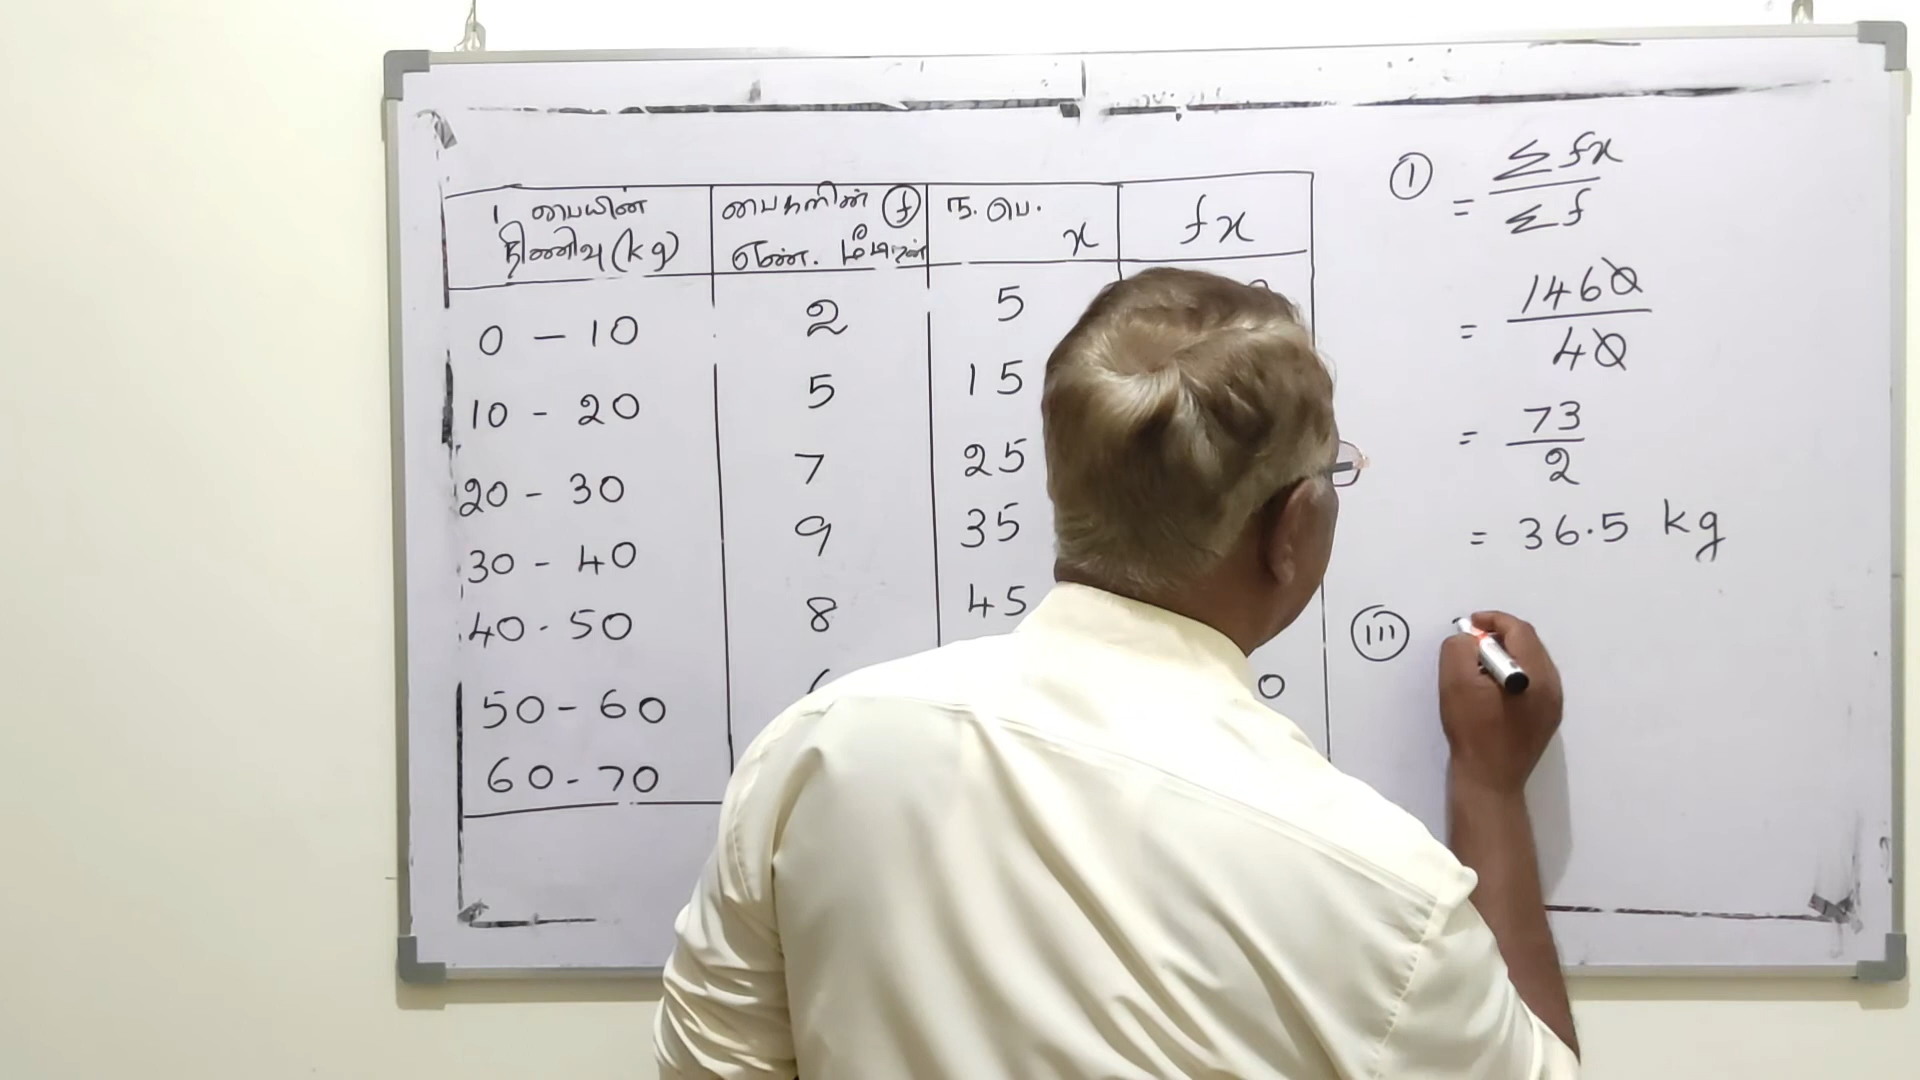 பையின் பைகளின் f ந. பெ.
நிறை (kg) எண். x fx
0 – 10 2 5
10 - 20 5 15
20 - 30 7 25
30 - 40 9 35
40 - 50 8 45
50 – 60 0
60 - 70
① = Σfx / Σf
= 1460 / 40
= 73 / 2
= 36.5 kg
(iii)